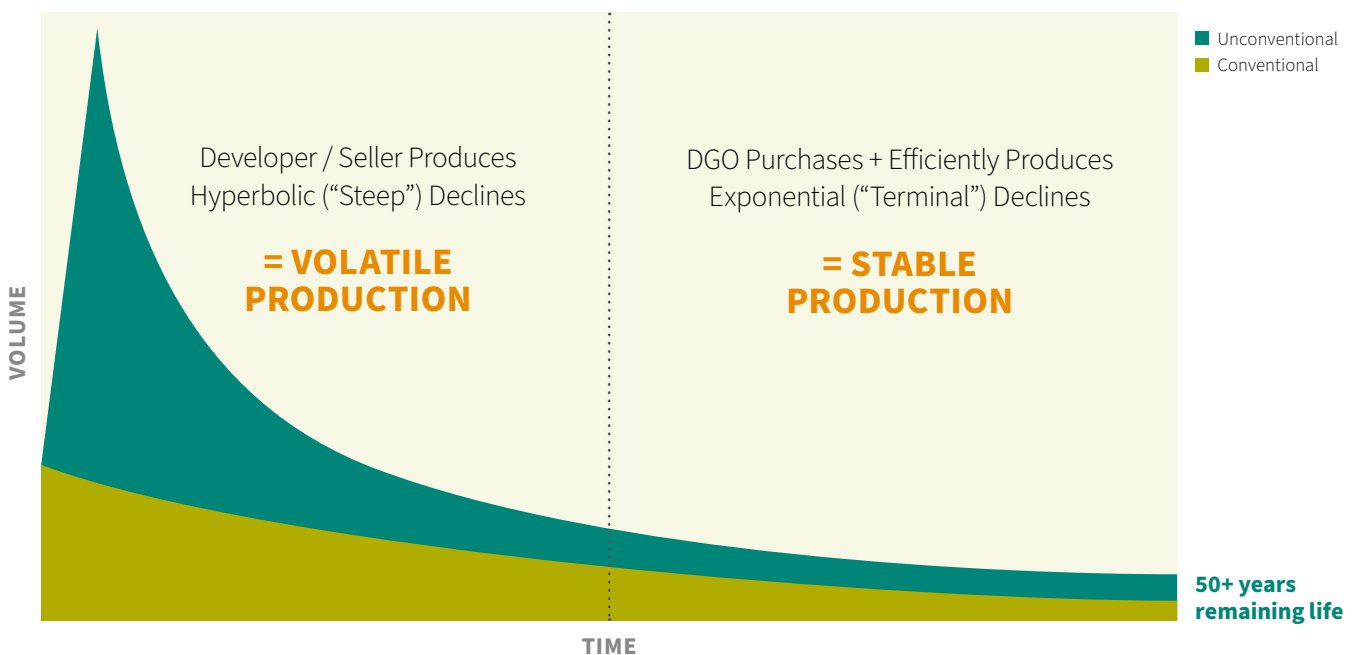 Unconventional
Conventional
Developer / Seller Produces
Hyperbolic (“Steep”) Declines
= VOLATILE
PRODUCTION
DGO Purchases + Efficiently Produces
Exponential (“Terminal”) Declines
= STABLE
PRODUCTION
VOLUME
50+ years
remaining life
TIME